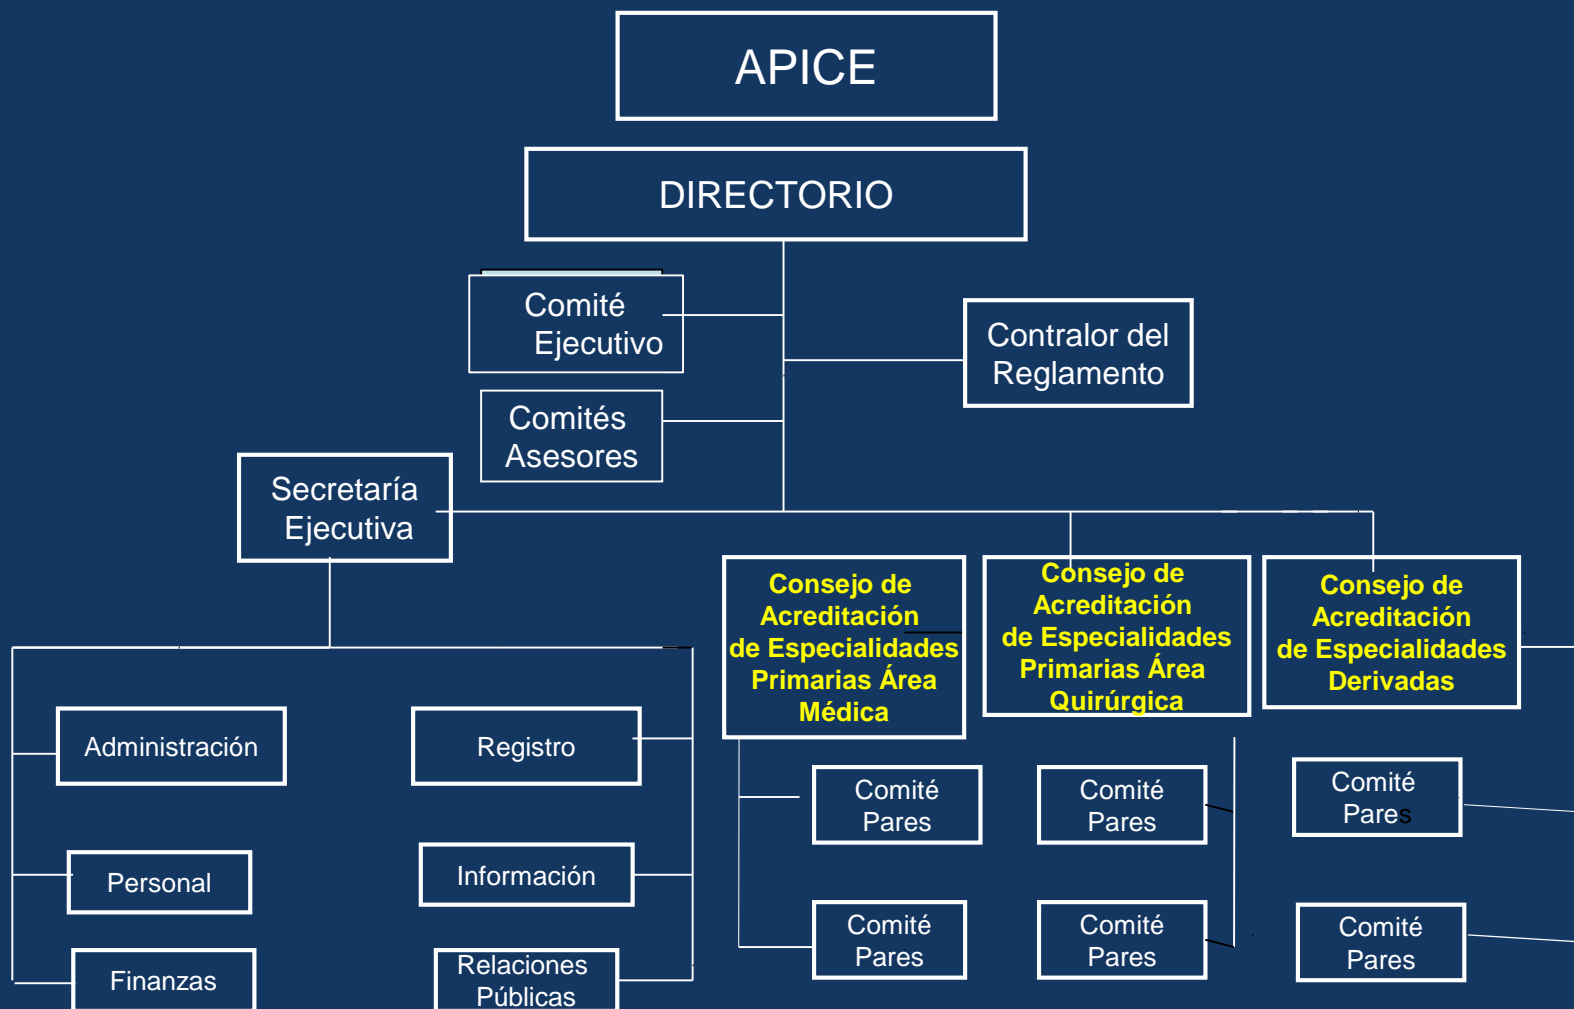 APICE
DIRECTORIO
Comité
Ejecutivo
Contralor del
Reglamento
Comités
Asesores
Secretaría
Ejecutiva
Consejo de
Acreditación
de Especialidades
Primarias Área
Médica
Consejo de
Acreditación
de Especialidades
Primarias Área
Quirúrgica
Consejo de
Acreditación
de Especialidades
Derivadas
Administración
Registro
Comité
Pares
Comité
Pares
Comité
Pares
Personal
Información
Comité
Pares
Comité
Pares
Comité
Pares
Finanzas
Relaciones
Públicas